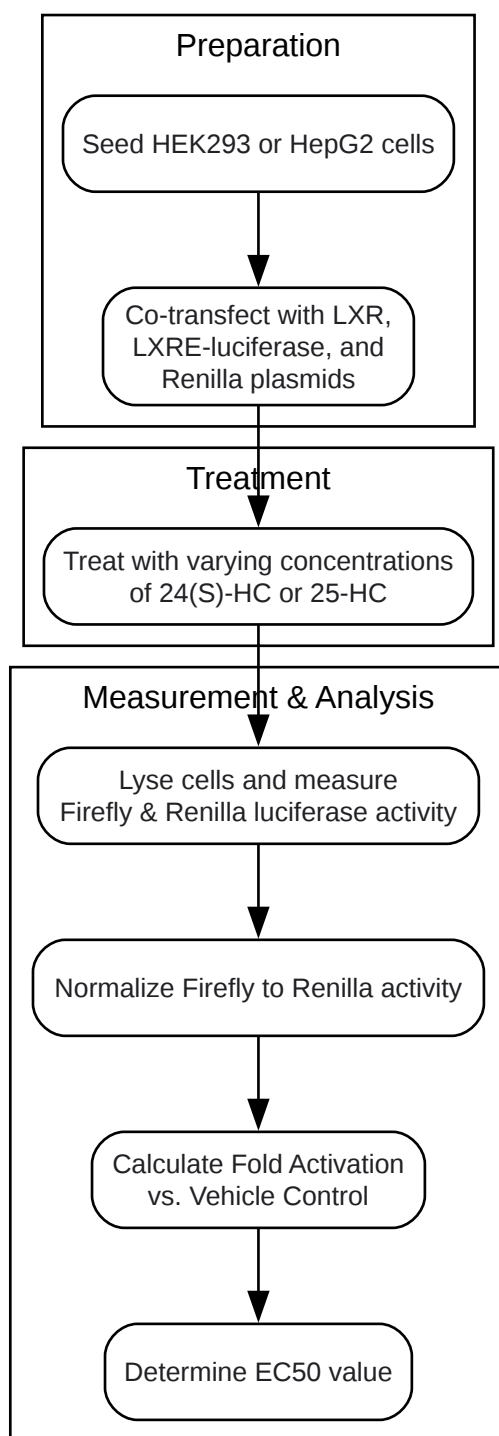 Preparation
Seed HEK293 or HepG2 cells
Co-transfect with LXR,
LXRE-luciferase, and
Renilla plasmids
Treatment
Treat with varying concentrations
of 24(S)-HC or 25-HC
Measurement & Analysis
Lyse cells and measure
Firefly & Renilla luciferase activity
Normalize Firefly to Renilla activity
Calculate Fold Activation
vs. Vehicle Control
Determine EC50 value